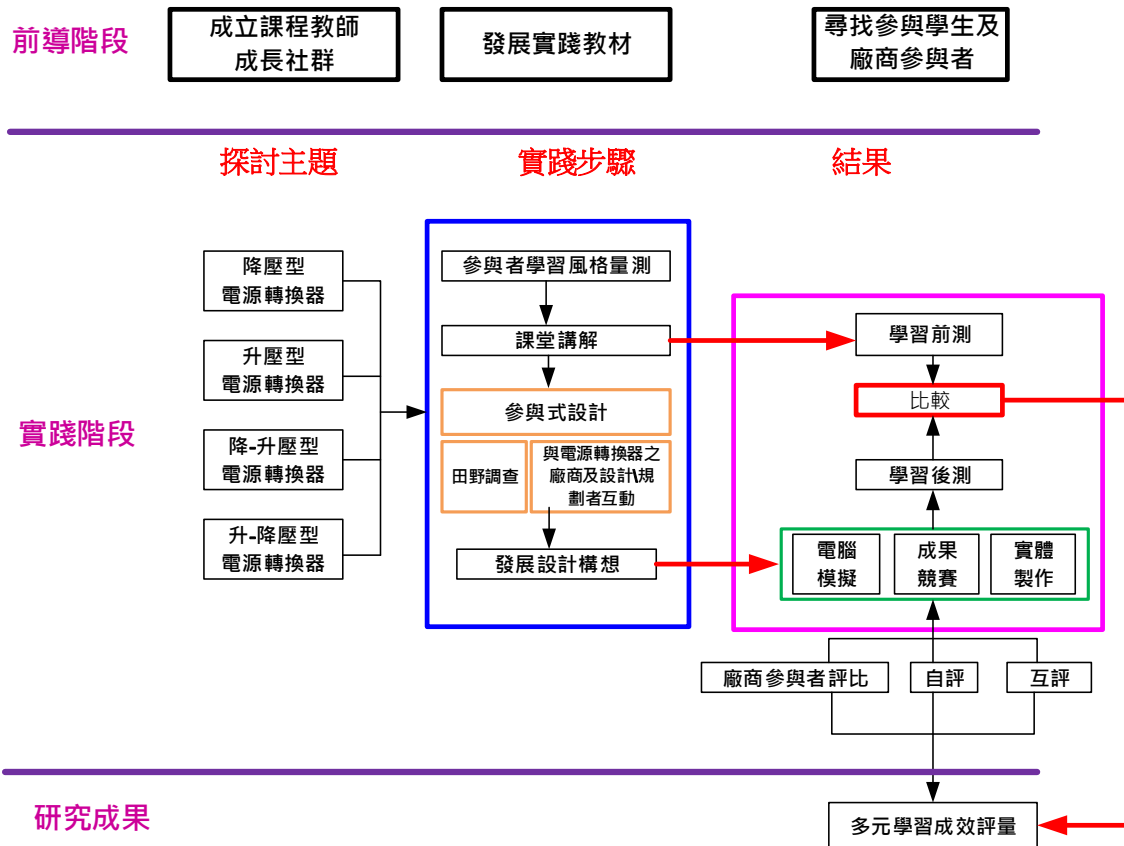 前導階段
成立課程教師
成長社群
發展實踐教材
尋找參與學生及
廠商參與者
探討主題
實踐步驟
結果
實踐階段
降壓型
電源轉換器
升壓型
電源轉換器
降-升壓型
電源轉換器
升-降壓型
電源轉換器
參與者學習風格量測
課堂講解
參與式設計
田野調查
與電源轉換器之
廠商及設計\規
劃者互動
發展設計構想
學習前測
比較
學習後測
電腦
模擬
成果
競賽
實體
製作
廠商參與者評比
自評
互評
研究成果
多元學習成效評量